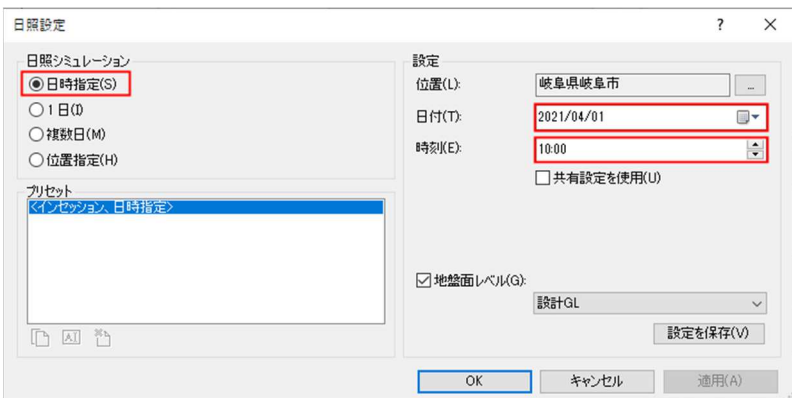 日照設定
? ×
日照シミュレーション
日時指定(S)
1日(I)
複数日(M)
位置指定(H)
プリセット
<インセッション、日時指定>
設定
位置(L):
岐阜県岐阜市
...
日付(T):
2021/04/01
時刻(E):
10:00
共有設定を使用(U)
地盤面レベル(G):
設計GL
設定を保存(V)
OK
キャンセル
適用(A)